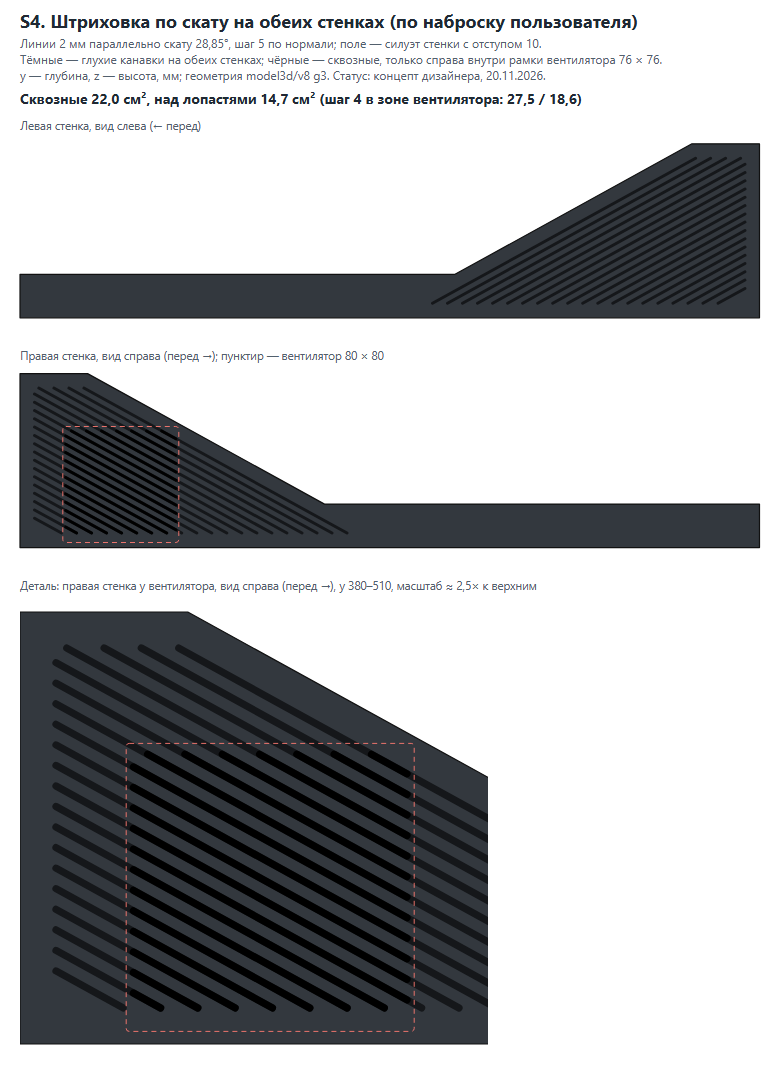 S4. Штриховка по скату на обеих стенках (по наброску пользователя)
Линии 2 мм параллельно скату 28,85°, шаг 5 по нормали; поле — силуэт стенки с отступом 10.
Тёмные — глухие канавки на обеих стенках; чёрные — сквозные, только справа внутри рамки вентилятора 76 × 76.
y — глубина, z — высота, мм; геометрия model3d/v8 g3. Статус: концепт дизайнера, 20.11.2026.
Сквозные 22,0 см², над лопастями 14,7 см² (шаг 4 в зоне вентилятора: 27,5 / 18,6)
Левая стенка, вид слева (← перед)
Правая стенка, вид справа (перед →); пунктир — вентилятор 80 × 80
Деталь: правая стенка у вентилятора, вид справа (перед →), y 380–510, масштаб ≈ 2,5× к верхним